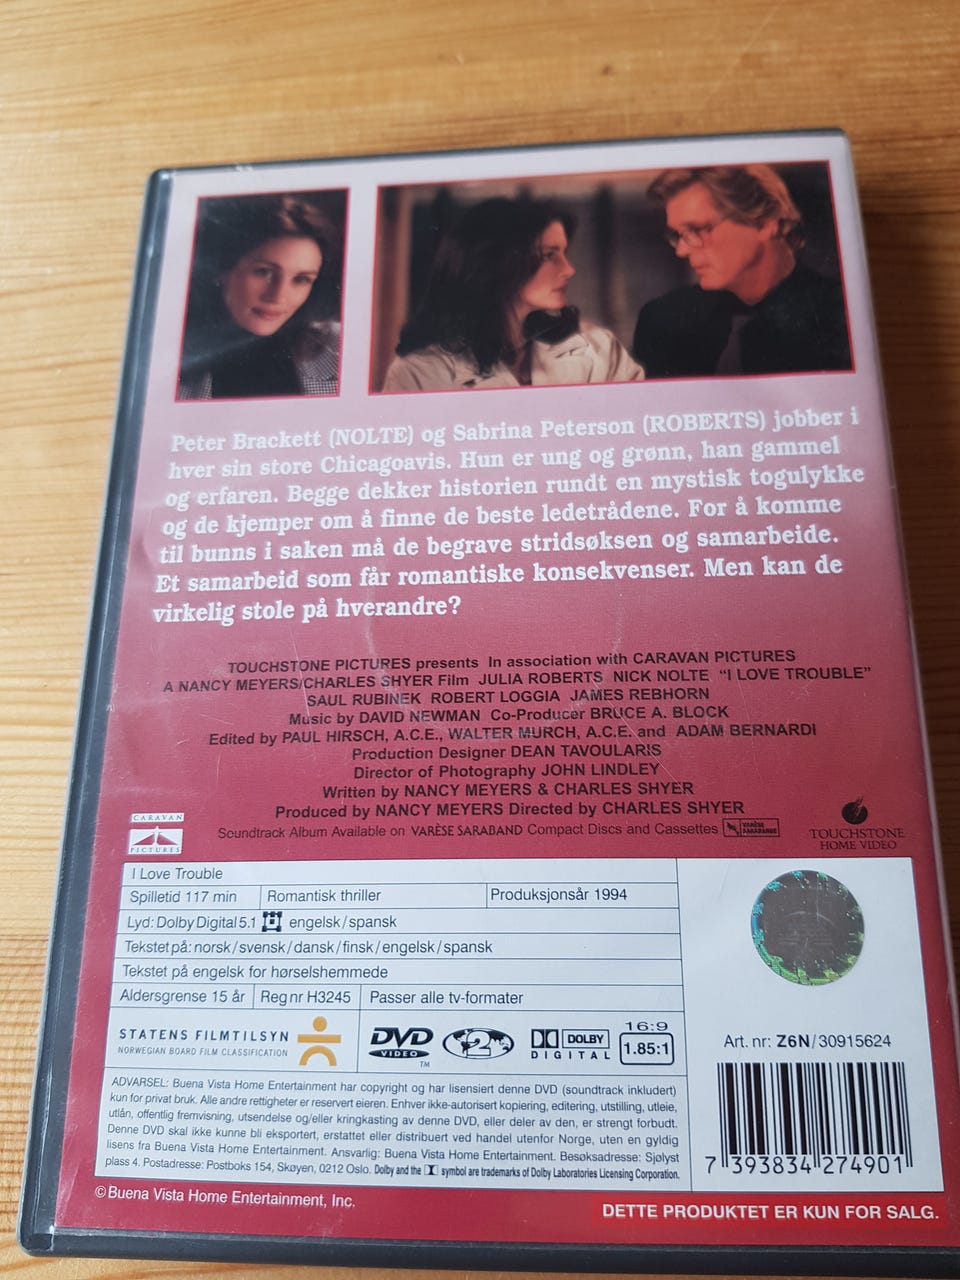 Peter Brackett (NOLTE) og Sabrina Peterson (ROBERTS) jobber i
hver sin store Chicagoavis. Hun er ung og grønn, han gammel
og erfaren. Begge dekker historien rundt en mystisk togulykke
og de kjemper om å finne de beste ledetrådene. For å komme
til bunns i saken må de begrave stridsøksen og samarbeide.
Et samarbeid som får romantiske konsekvenser. Men kan de
virkelig stole på hverandre?
TOUCHSTONE PICTURES presents In association with CARAVAN PICTURES
A NANCY MEYERS/CHARLES SHYER Film JULIA ROBERTS NICK NOLTE "I LOVE TROUBLE"
SAUL RUBINEK ROBERT LOGGIA JAMES REBHORN
Music by DAVID NEWMAN Co-Producer BRUCE A. BLOCK
Edited by PAUL HIRSCH, A.C.E., WALTER MURCH, A.C.E. and ADAM BERNARDI
Production Designer DEAN TAVOULARIS
Director of Photography JOHN LINDLEY
Written by NANCY MEYERS & CHARLES SHYER
Produced by NANCY MEYERS Directed by CHARLES SHYER
Soundtrack Album Available on VARÈSE SARABAND Compact Discs and Cassettes VARÈSE SARABANDE
CARAVAN
PICTURES
TOUCHSTONE
HOME VIDEO
I Love Trouble
Spilletid 117 min Romantisk thriller Produksjonsår 1994
Lyd: Dolby Digital 5.1 engelsk/spansk
Tekstet på: norsk/svensk/dansk/finsk/engelsk/spansk
Tekstet på engelsk for hørselshemmede
Aldersgrense 15 år Reg nr H3245 Passer alle tv-formater
STATENS FILMTILSYN
NORWEGIAN BOARD FILM CLASSIFICATION
DVD
VIDEO
TM
2
DOLBY
DIGITAL
16:9
1.85:1
Art. nr: Z6N/30915624
ADVARSEL: Buena Vista Home Entertainment har copyright og har lisensiert denne DVD (soundtrack inkludert)
kun for privat bruk. Alle andre rettigheter er reservert eieren. Enhver ikke-autorisert kopiering, editering, utstilling, utleie,
utlån, offentlig fremvisning, utsendelse og/eller kringkasting av denne DVD, eller deler av den, er strengt forbudt.
Denne DVD skal ikke kunne bli eksportert, erstattet eller distribuert ved handel utenfor Norge, uten en gyldig
lisens fra Buena Vista Home Entertainment. Ansvarlig: Buena Vista Home Entertainment. Besøksadresse: Sjølyst
plass 4. Postadresse: Postboks 154, Skøyen, 0212 Oslo. Dolby and the symbol are trademarks of Dolby Laboratories Licensing Corporation.
7 393834 274901
©Buena Vista Home Entertainment, Inc.
DETTE PRODUKTET ER KUN FOR SALG.